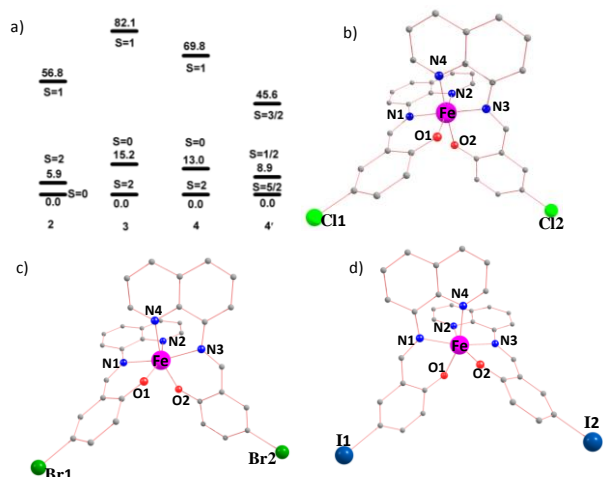 a)
82.1
S=1
69.8
S=1
56.8
S=1
45.6
S=3/2
S=0
15.2
S=0
13.0
S=1/2
8.9
S=2
5.9
S=0
S=2
S=2
S=5/2
0.0
0.0
0.0
0.0
2
3
4
4'
b)
N4
N2
N1
N3
Fe
O1
O2
Cl1
Cl2
c)
N4
N2
N1
N3
Fe
O1
O2
Br1
Br2
d)
N4
N2
N1
N3
Fe
O1
O2
I1
I2